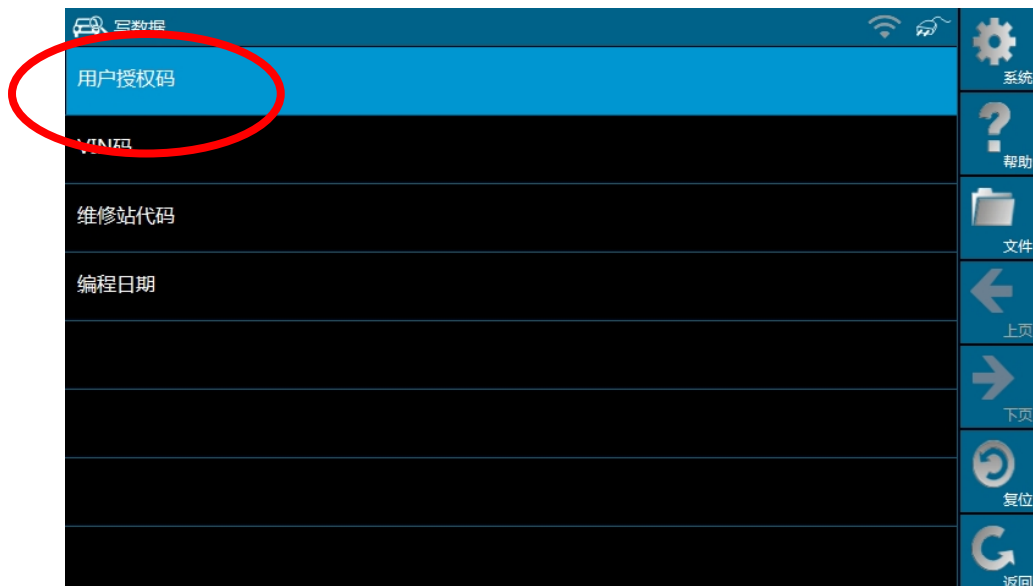 写数据
用户授权码
VIN码
维修站代码
编程日期
系统
帮助
文件
上页
下页
复位
返回